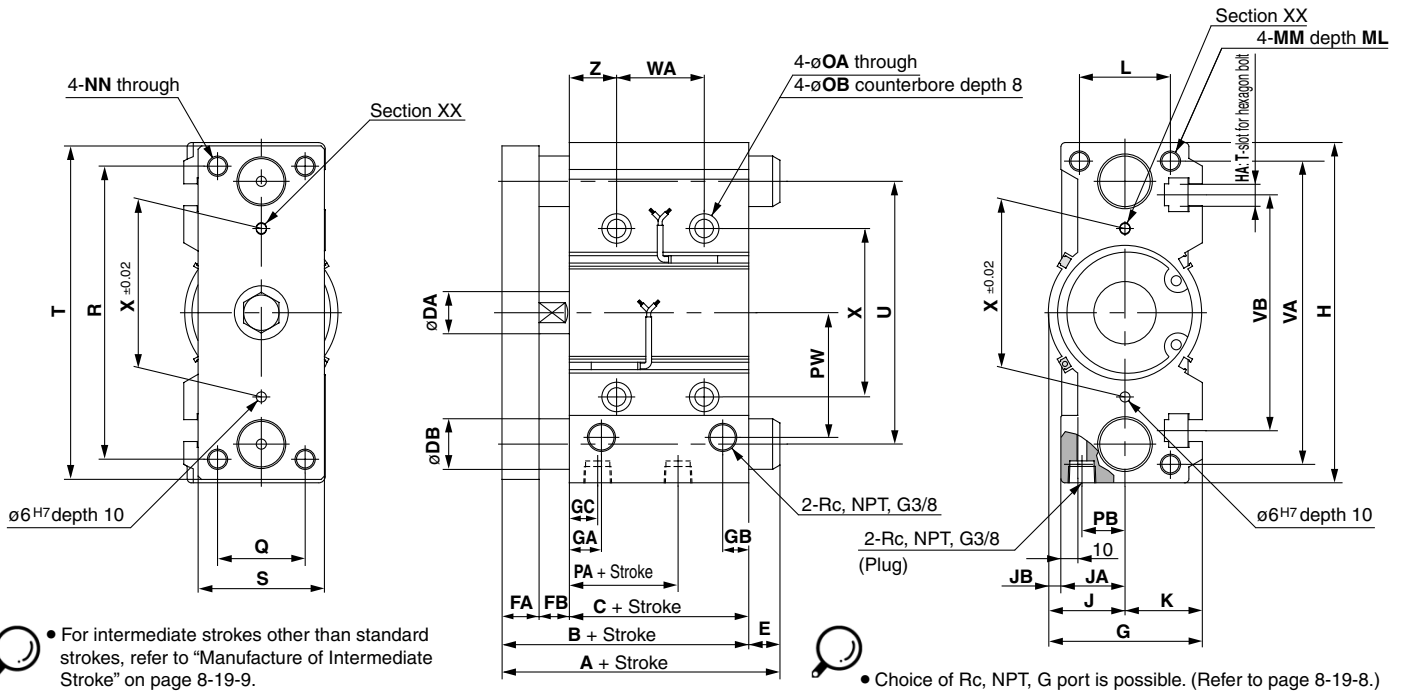 Section XX
4-MM depth ML
4-NN through
Section XX
Z
WA
4-øOA through
4-øOB counterbore depth 8
L
HA: T-slot for hexagon bolt
T
R
X ±0.02
øDA
øDB
PW
X
U
X ±0.02
VB
VA
H
ø6H7 depth 10
Q
S
GC
GA
GB
PA + Stroke
FA
FB
C + Stroke
B + Stroke
E
A + Stroke
2-Rc, NPT, G3/8
2-Rc, NPT, G3/8
(Plug)
PB
10
JB
JA
J
K
G
ø6H7 depth 10
• For intermediate strokes other than standard
strokes, refer to “Manufacture of Intermediate
Stroke” on page 8-19-9.
• Choice of Rc, NPT, G port is possible. (Refer to page 8-19-8.)